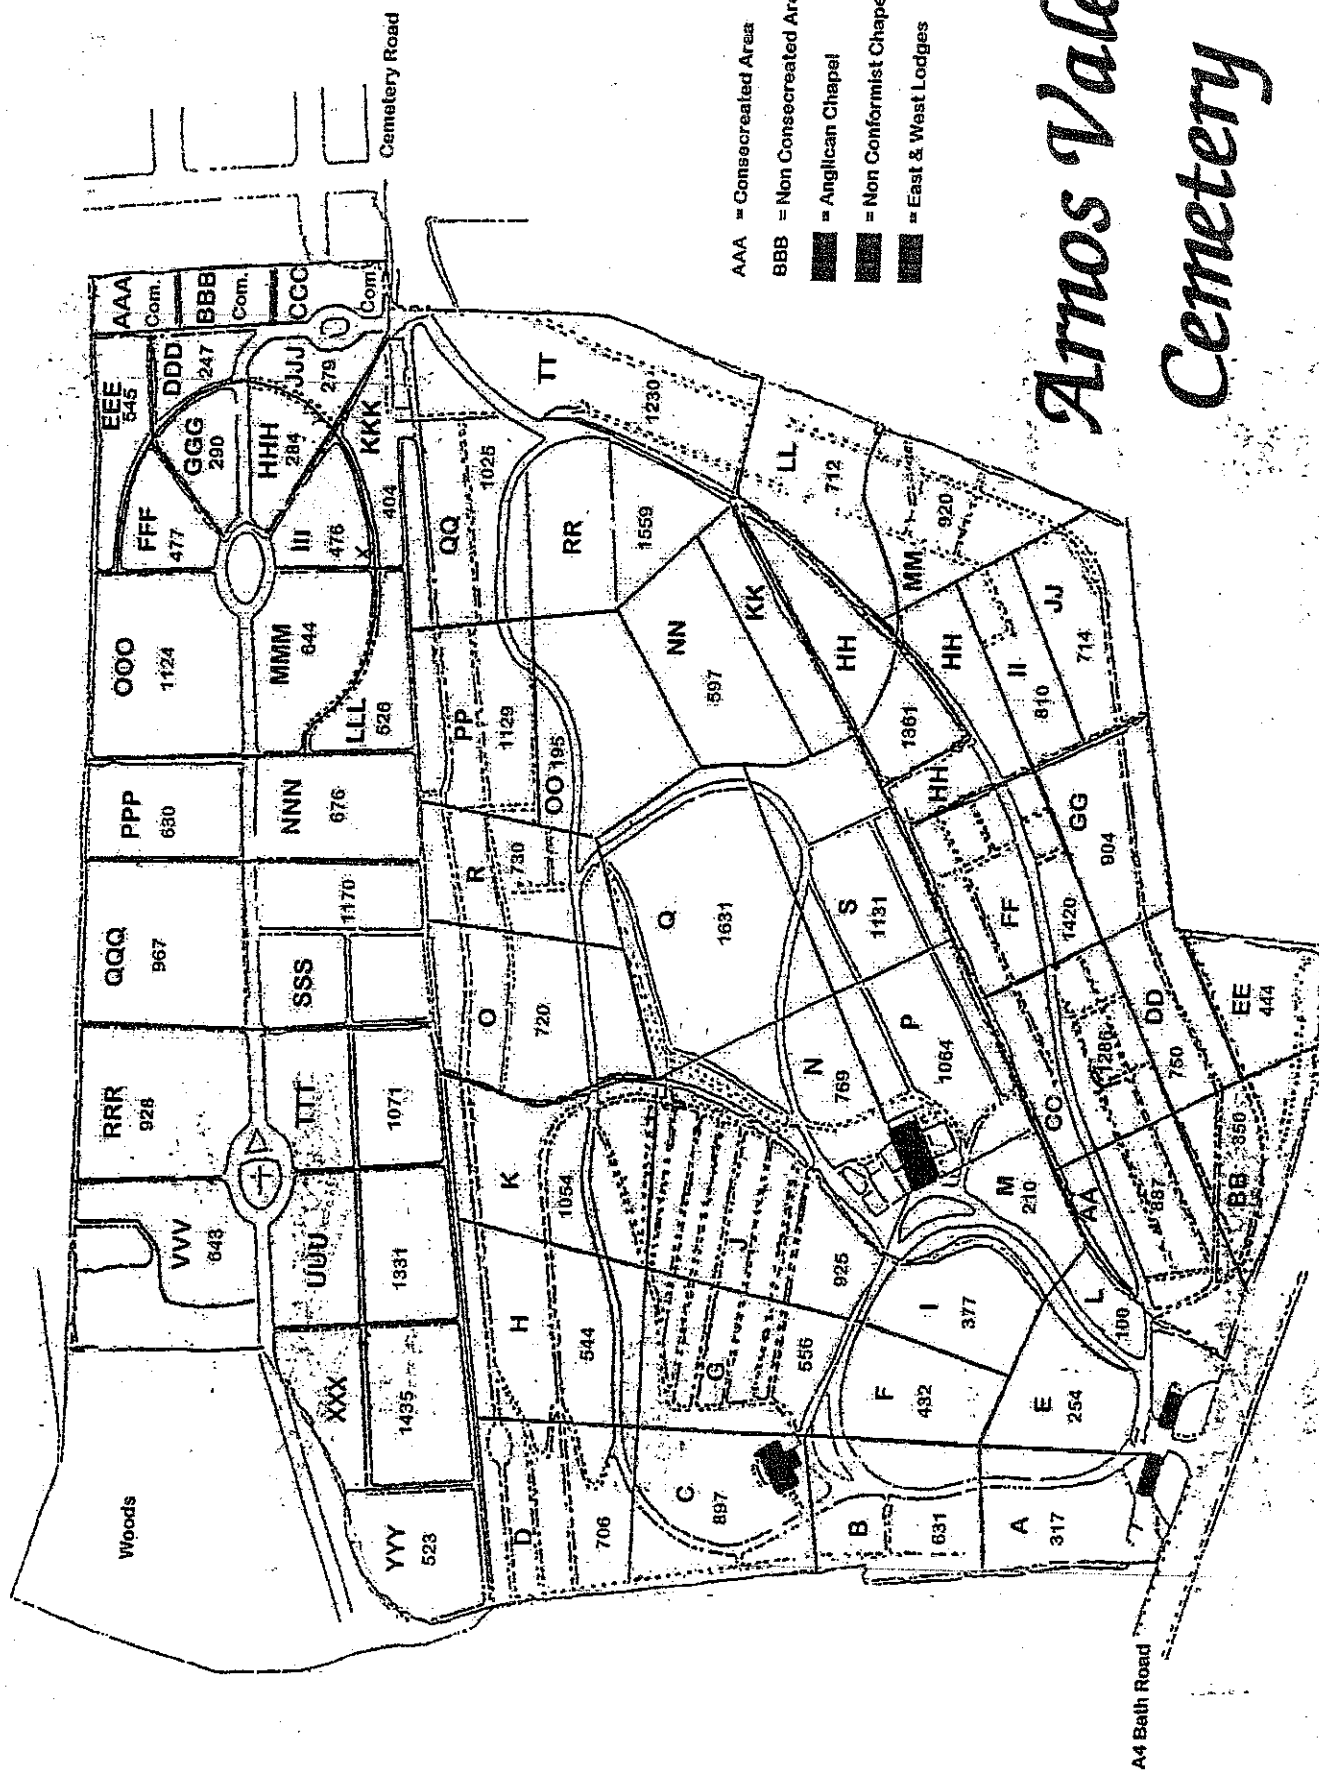 Arnos Vale
Cemetery
AAA = Consecreated Area
BBB = Non Consecreated
= Anglican Chapel
= Non Conformist
= East & West Lodges
Cemetery Road
Woods
A4 Bath Road
YYY
523
XXX
1435
VVV
643
UUU
1331
RRR
928
TTT
1071
QQQ
967
SSS
1170
PPP
630
NNN
676
OOO
1124
MMM
644
LLL
526
FFF
477
III
476
X
404
EEE
545
GGG
290
HHH
284
KKK
DDD
247
JJJ
279
AAA
Com.
BBB
Com.
CCC
Com
D
706
H
544
K
1054
O
720
R
730
PP
1129
OO 195
QQ
1025
RR
1559
TT
1230
C
897
G
556
J
925
Q
1631
NN
597
KK
LL
712
B
631
F
432
I
377
N
769
P
1064
S
1131
HH
HH
1361
HH
MM
920
A
317
E
254
L
100
M
210
AA
887
CC
1286
FF
1420
II
810
JJ
714
BB 350
DD
750
EE
444
GG
904